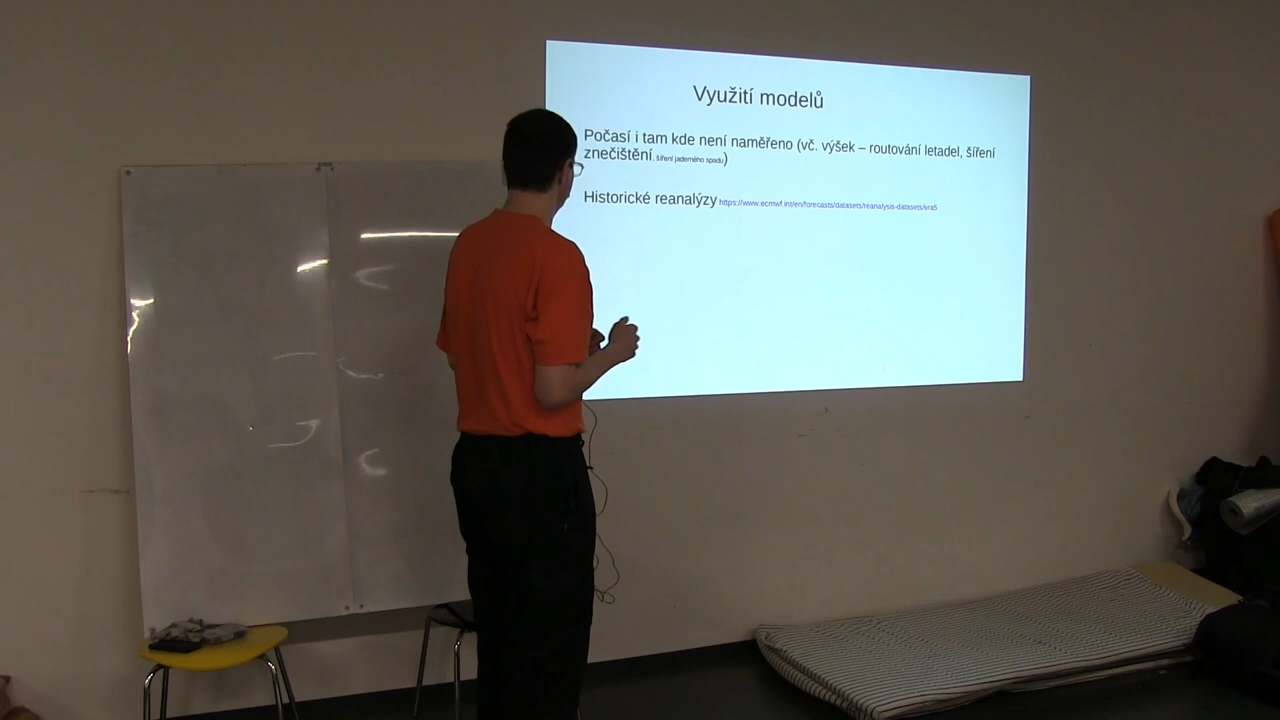 Využití modelů
Počasí i tam kde není naměřeno (vč. výšek – routování letadel, šíření
znečištění, šíření jaderného spadu)
Historické reanalýzy https://www.ecmwf.int/en/forecasts/datasets/reanalysis-datasets/era5